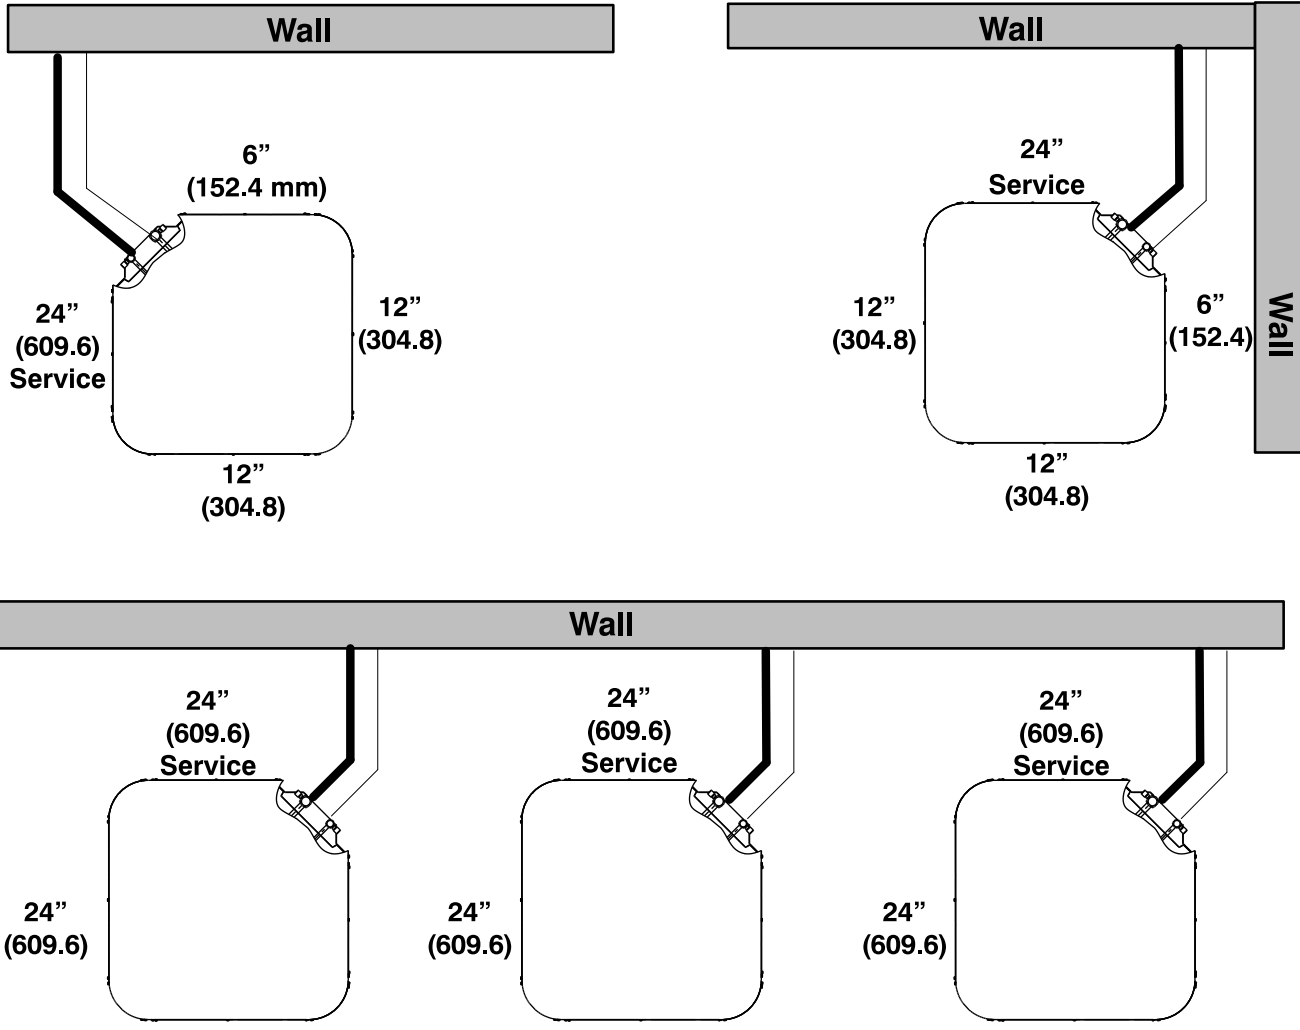 Wall
6”
(152.4 mm)
24”
(609.6)
Service
12”
(304.8)
12”
(304.8)
Wall
24”
Service
12”
(304.8)
6”
(152.4)
Wall
12”
(304.8)
Wall
24”
(609.6)
Service
24”
(609.6)
Service
24”
(609.6)
Service
24”
(609.6)
24”
(609.6)
24”
(609.6)